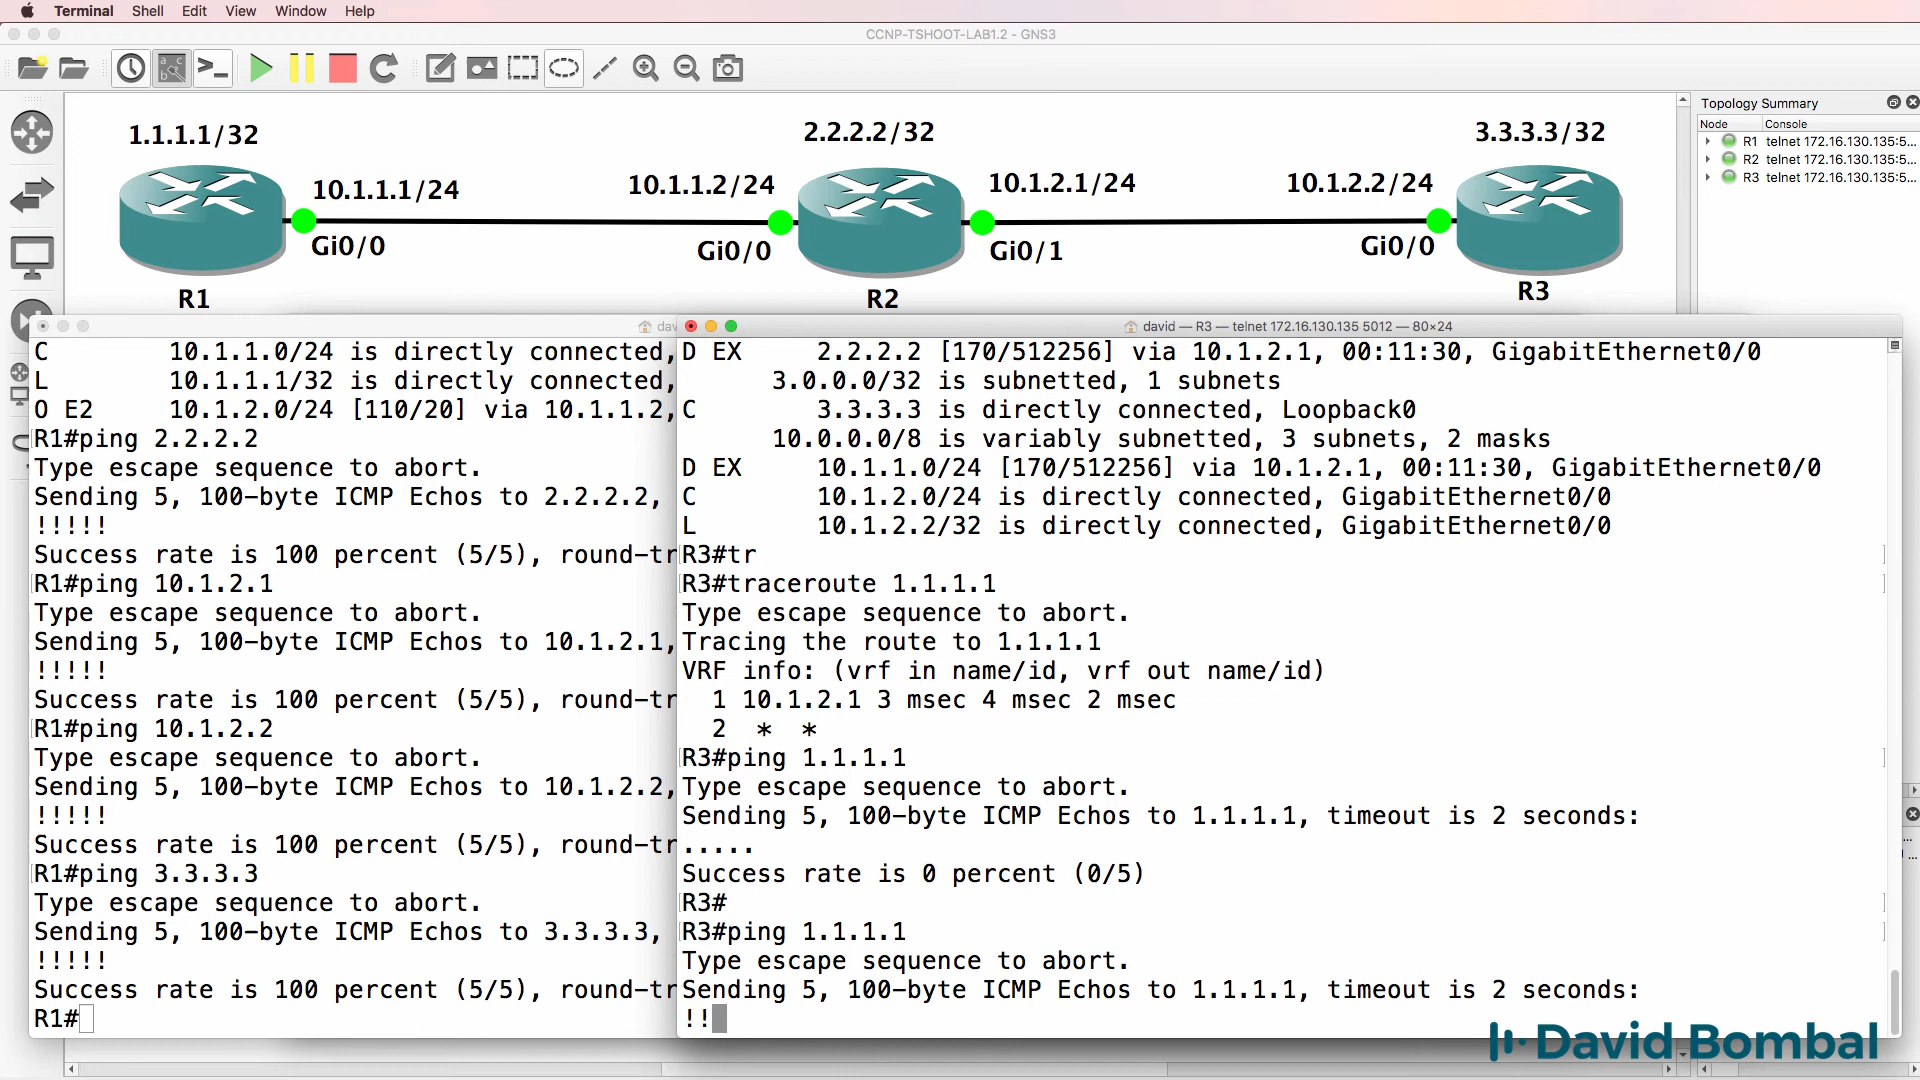 Terminal Shell Edit View Window Help
CCNP-TSHOOT-LAB1.2 - GNS3
Topology Summary
Node Console
R1 telnet 172.16.130.135:5...
R2 telnet 172.16.130.135:5...
R3 telnet 172.16.130.135:5...
1.1.1.1/32
2.2.2.2/32
3.3.3.3/32
10.1.1.1/24
10.1.1.2/24
10.1.2.1/24
10.1.2.2/24
Gi0/0
Gi0/0
Gi0/1
Gi0/0
R1
R2
R3
dav
C 10.1.1.0/24 is directly connected,
L 10.1.1.1/32 is directly connected,
O E2 10.1.2.0/24 [110/20] via 10.1.1.2,
R1#ping 2.2.2.2
Type escape sequence to abort.
Sending 5, 100-byte ICMP Echos to 2.2.2.2,
!!!!!
Success rate is 100 percent (5/5), round-tr
R1#ping 10.1.2.1
Type escape sequence to abort.
Sending 5, 100-byte ICMP Echos to 10.1.2.1,
!!!!!
Success rate is 100 percent (5/5), round-tr
R1#ping 10.1.2.2
Type escape sequence to abort.
Sending 5, 100-byte ICMP Echos to 10.1.2.2,
!!!!!
Success rate is 100 percent (5/5), round-tr
R1#ping 3.3.3.3
Type escape sequence to abort.
Sending 5, 100-byte ICMP Echos to 3.3.3.3,
!!!!!
Success rate is 100 percent (5/5), round-tr
R1#
david — R3 — telnet 172.16.130.135 5012 — 80×24
D EX 2.2.2.2 [170/512256] via 10.1.2.1, 00:11:30, GigabitEthernet0/0
3.0.0.0/32 is subnetted, 1 subnets
C 3.3.3.3 is directly connected, Loopback0
10.0.0.0/8 is variably subnetted, 3 subnets, 2 masks
D EX 10.1.1.0/24 [170/512256] via 10.1.2.1, 00:11:30, GigabitEthernet0/0
C 10.1.2.0/24 is directly connected, GigabitEthernet0/0
L 10.1.2.2/32 is directly connected, GigabitEthernet0/0
R3#tr
R3#traceroute 1.1.1.1
Type escape sequence to abort.
Tracing the route to 1.1.1.1
VRF info: (vrf in name/id, vrf out name/id)
1 10.1.2.1 3 msec 4 msec 2 msec
2 * *
R3#ping 1.1.1.1
Type escape sequence to abort.
Sending 5, 100-byte ICMP Echos to 1.1.1.1, timeout is 2 seconds:
.....
Success rate is 0 percent (0/5)
R3#
R3#ping 1.1.1.1
Type escape sequence to abort.
Sending 5, 100-byte ICMP Echos to 1.1.1.1, timeout is 2 seconds:
!!
David Bombal